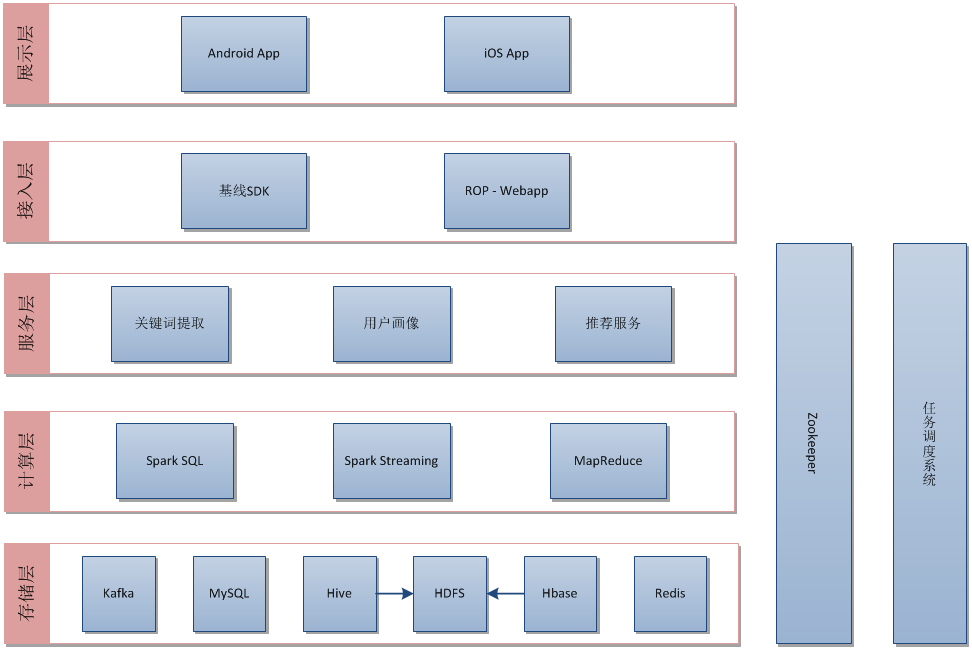 展示层
Android App
iOS App
接入层
基线SDK
ROP - Webapp
服务层
关键词提取
用户画像
推荐服务
计算层
Spark SQL
Spark Streaming
MapReduce
存储层
Kafka
MySQL
Hive
HDFS
Hbase
Redis
Zookeeper
任务调度系统